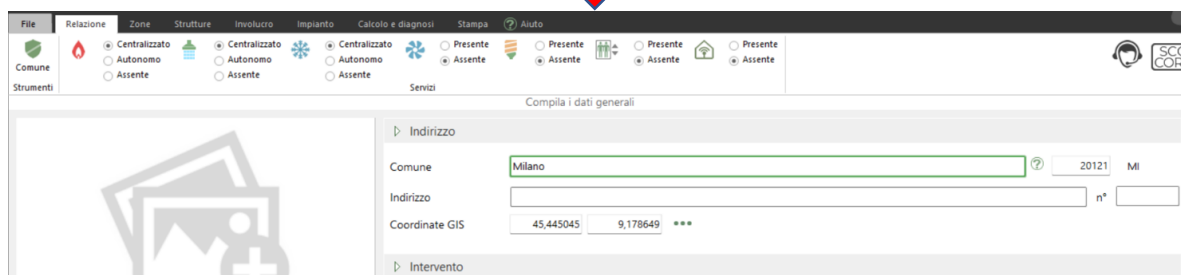 File Relazione Zone Strutture Involucro Impianto Calcolo e diagnosi Stampa ? Aiuto
Centralizzato Centralizzato Centralizzato Presente Presente Presente Presente
Comune Autonomo Autonomo Autonomo Assente Assente Assente Assente
Assente Assente Assente
Strumenti Servizi
Compila i dati generali
Indirizzo
Comune Milano ? 20121 MI
Indirizzo n°
Coordinate GIS 45,445045 9,178649
Intervento